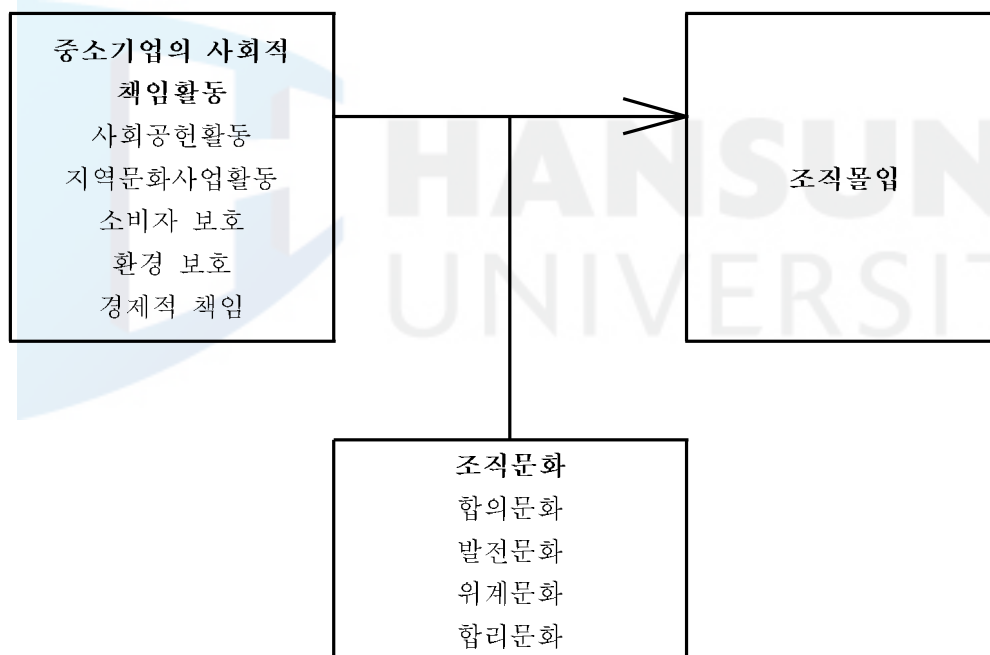 중소기업의 사회적
책임활동
사회공헌활동
지역문화사업활동
소비자 보호
환경 보호
경제적 책임
조직몰입
조직문화
합의문화
발전문화
위계문화
합리문화
HANSUN
UNIVERSIT